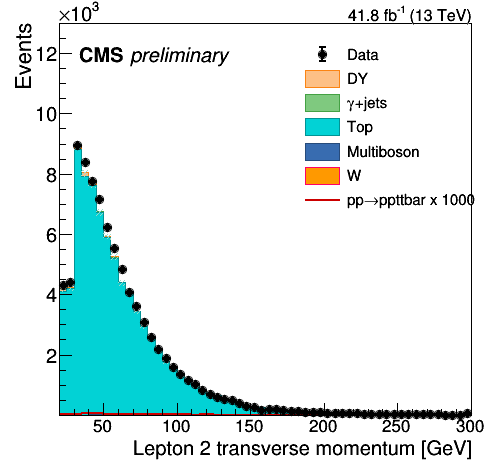 ×10³
41.8 fb⁻¹ (13 TeV)
Events
CMS preliminary
Data
DY
γ+jets
Top
Multiboson
W
pp→ppttbar x 1000
12
10
8
6
4
2
50
100
150
200
250
300
Lepton 2 transverse momentum [GeV]